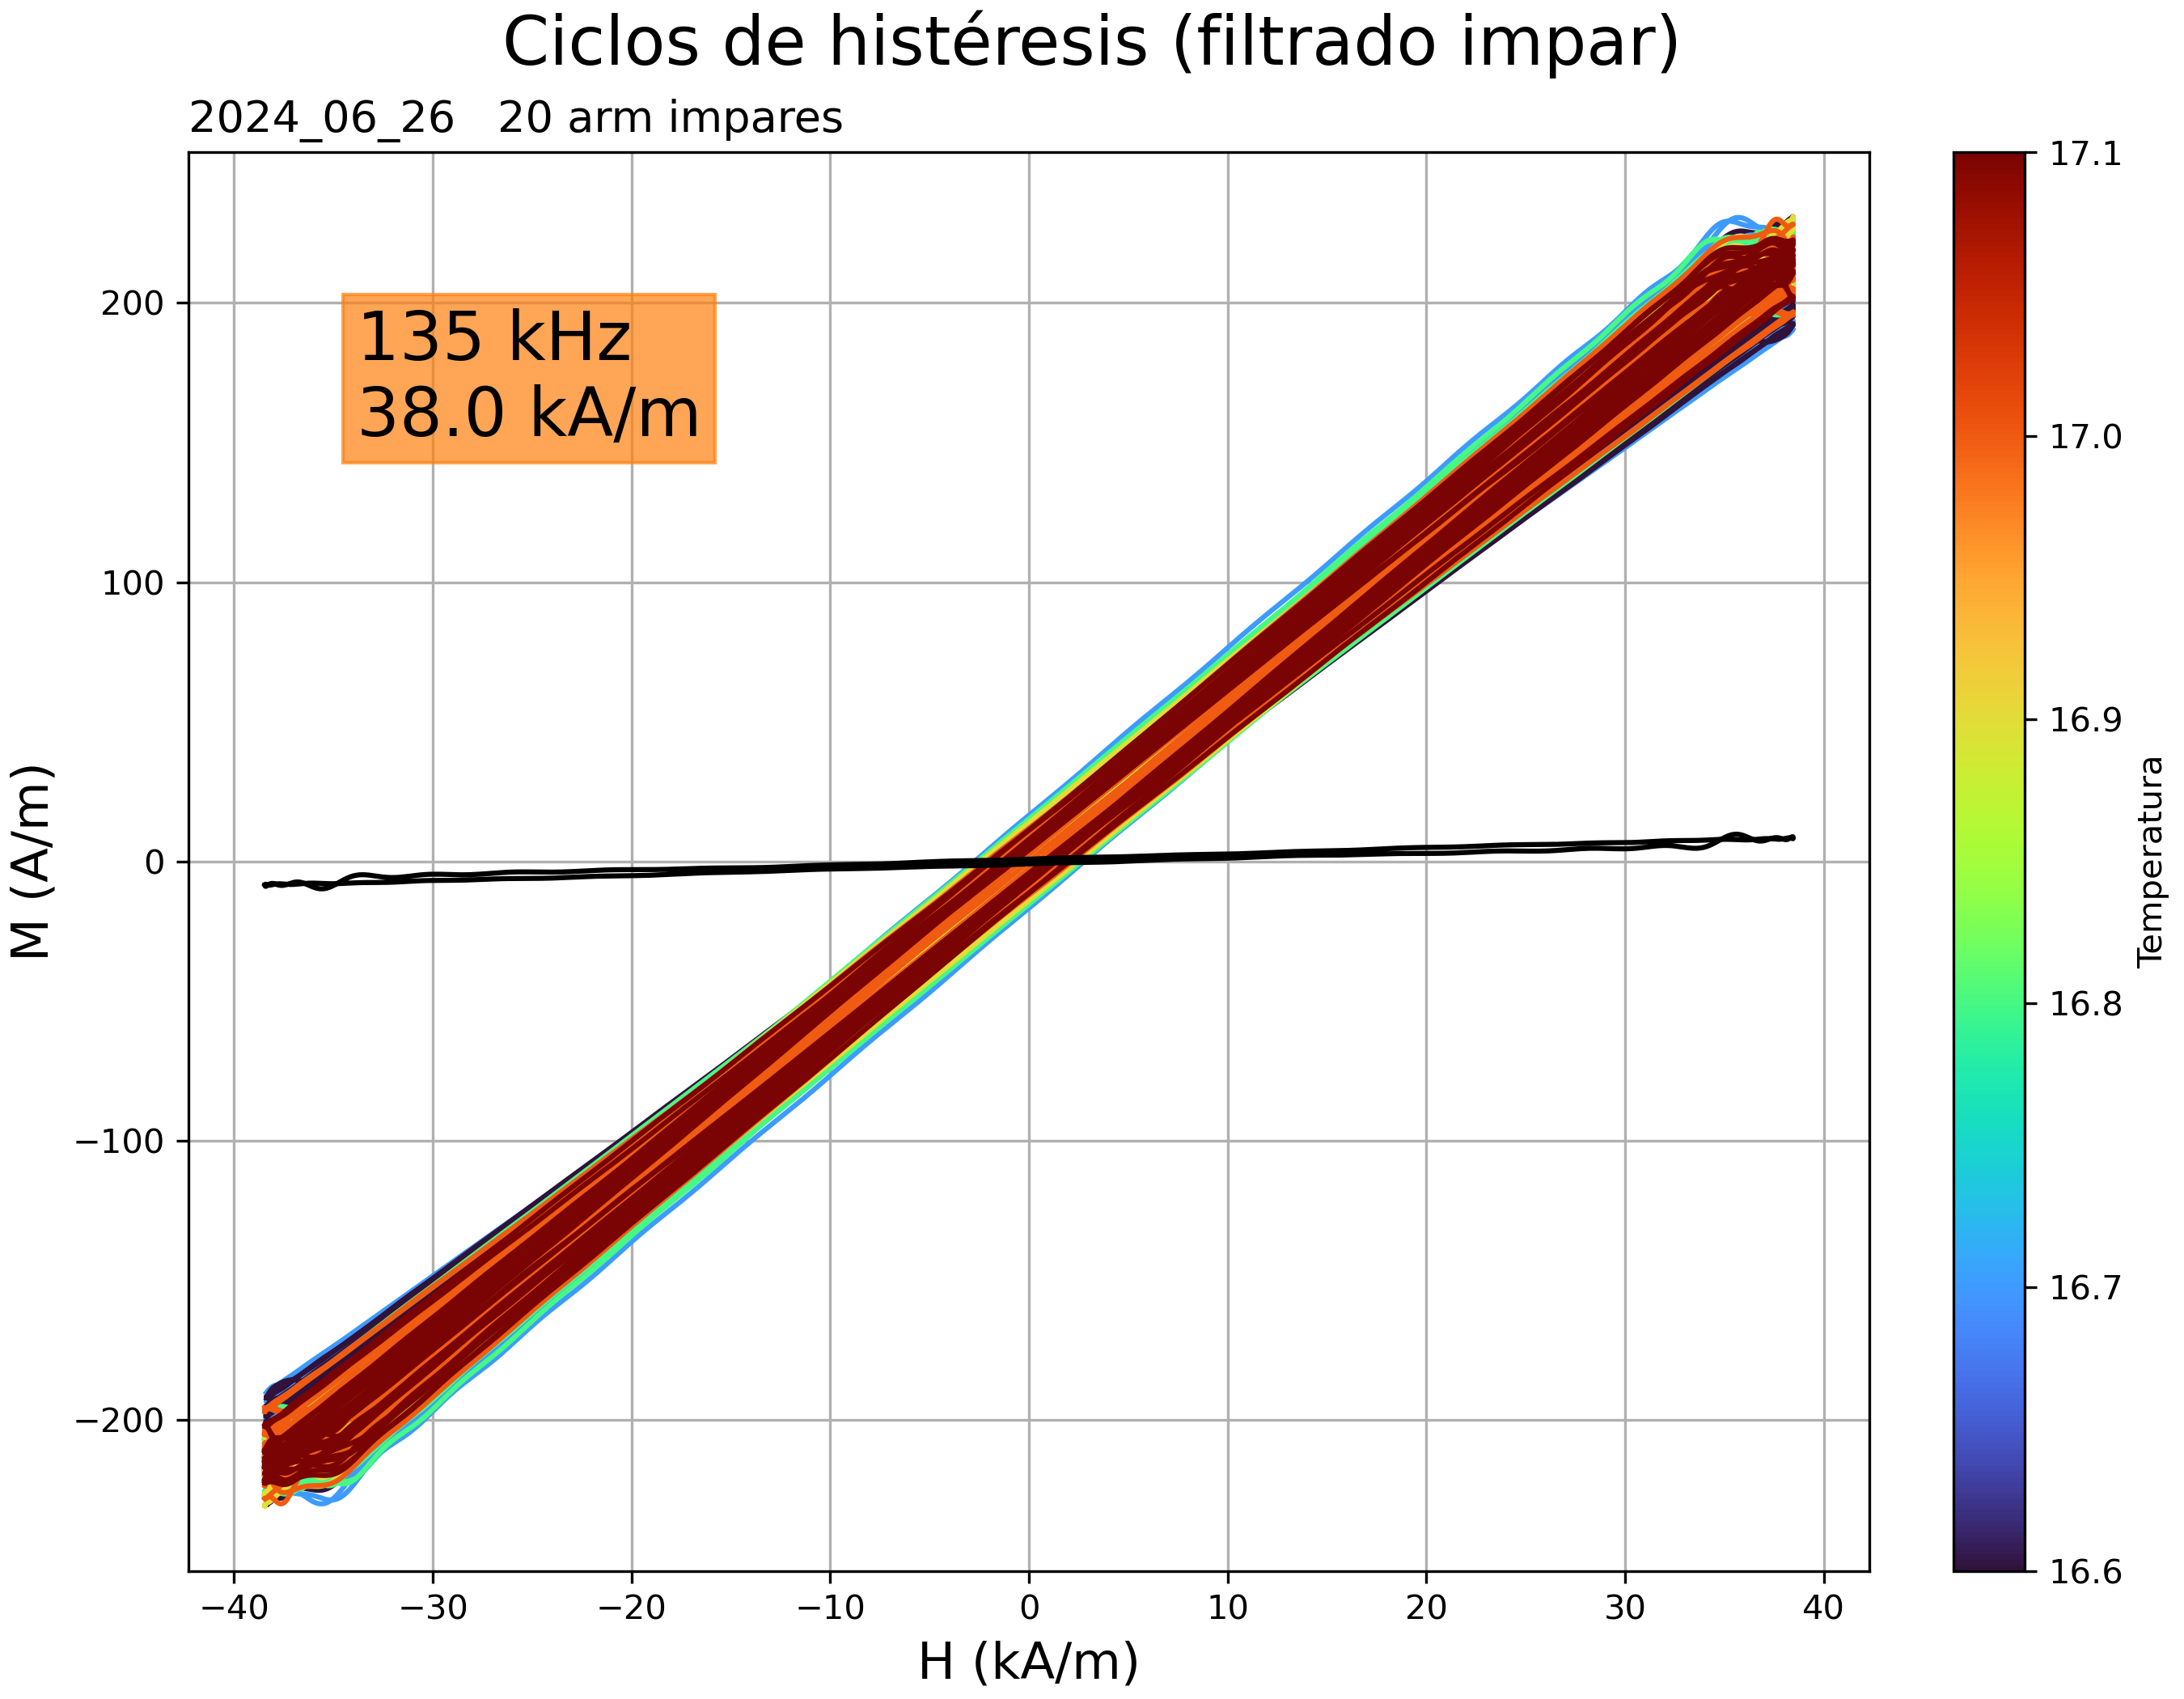 Ciclos de histéresis (filtrado impar)
2024_06_26   20 arm impares
135 kHz
38.0 kA/m
M (A/m)
200
100
0
−100
−200
−40
−30
−20
−10
0
10
20
30
40
H (kA/m)
17.1
17.0
16.9
16.8
16.7
16.6
Temperatura